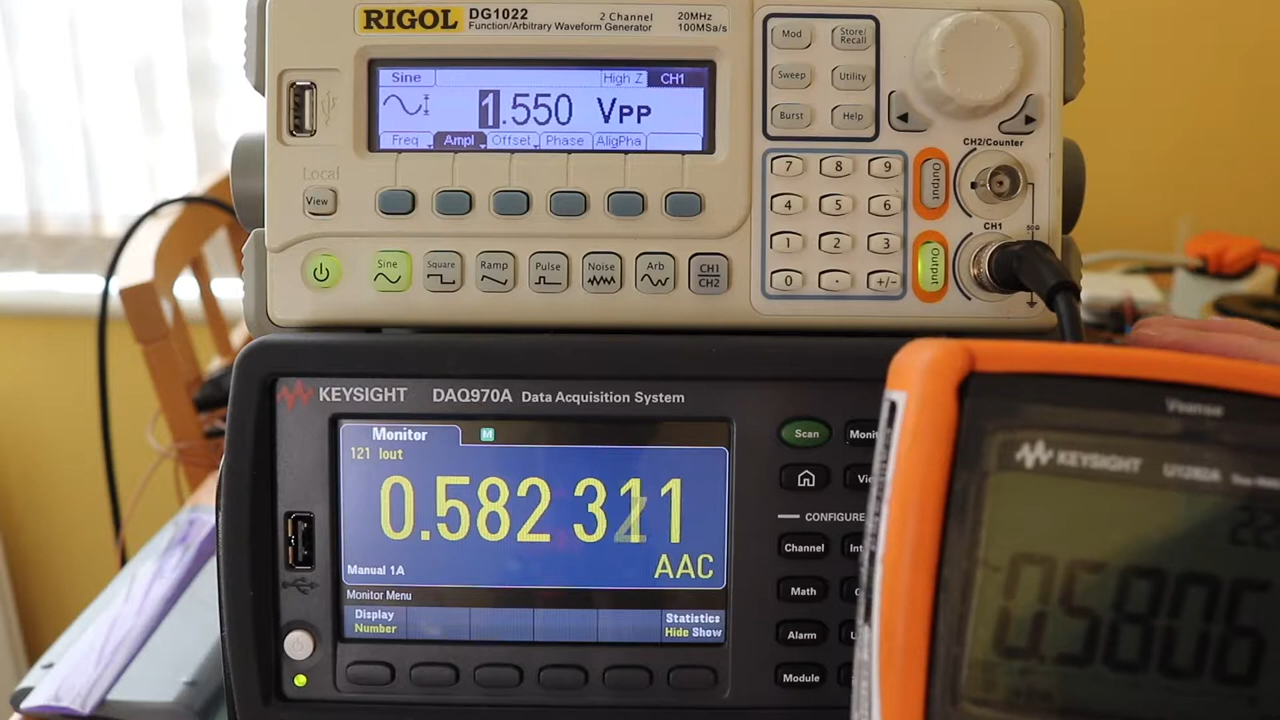 RIGOL DG1022 2 Channel 20MHz
Function/Arbitrary Waveform Generator 100MSa/s
Sine High Z CH1
1.550 VPP
Freq Ampl Offset Phase AligPha
Local
View
Sine Square Ramp Pulse Noise Arb CH1 CH2
Mod Store/Recall
Sweep Utility
Burst Help
7 8 9
4 5 6
1 2 3
0 . +/-
Output
Output
CH2/Counter
50Ω
CH1
KEYSIGHT DAQ970A Data Acquisition System
Monitor M
121 Iout
0.582 311
AAC
Manual 1A
Monitor Menu
Display Statistics
Number Hide Show
Scan
CONFIGURE
Channel
Math
Alarm
Module
KEYSIGHT
0.5806